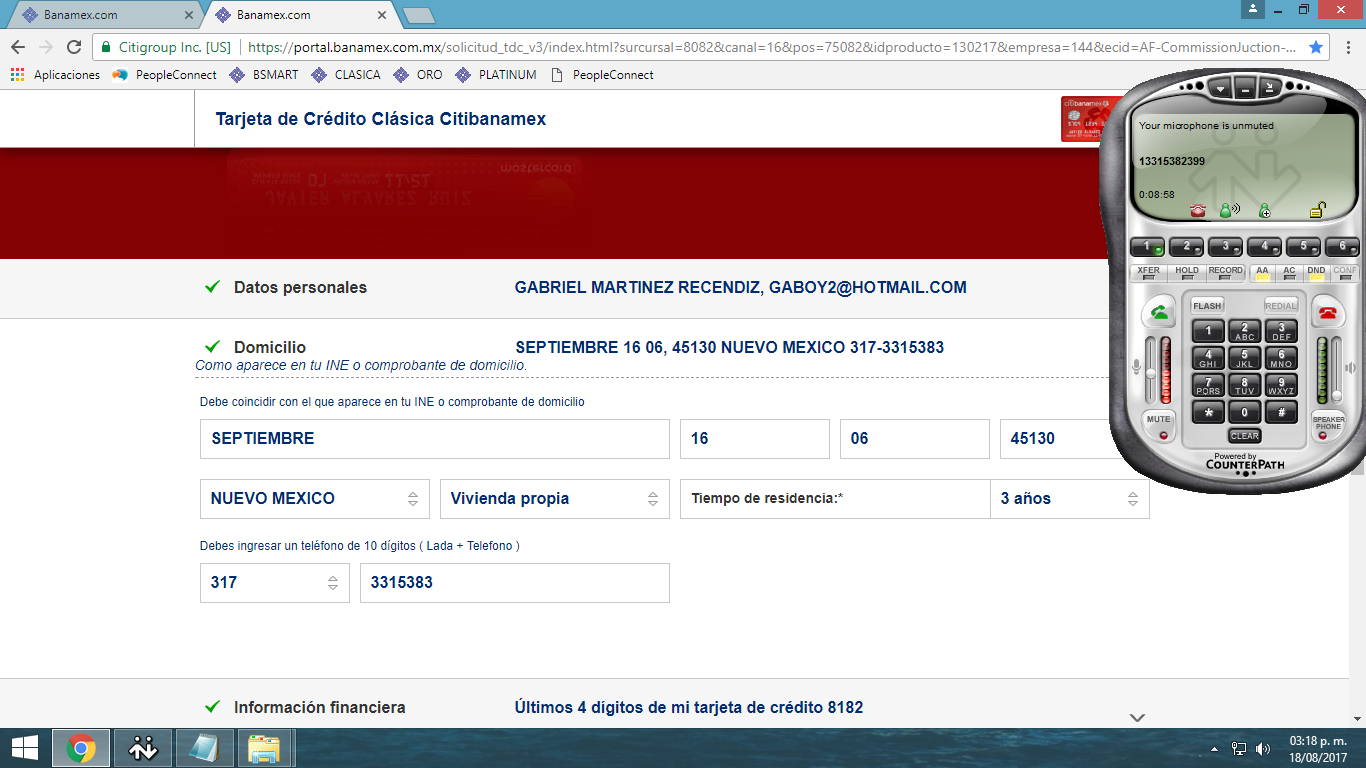 Banamex.com
Banamex.com
Citigroup Inc. [US]
https://portal.banamex.com.mx/solicitud_tdc_v3/index.html?surcursal=8082&canal=16&pos=75082&idproducto=130217&empresa=144&ecid=AF-CommissionJuction-...
Aplicaciones PeopleConnect BSMART CLASICA ORO PLATINUM PeopleConnect
Tarjeta de Crédito Clásica Citibanamex
citibanamex
mastercard
11/21
JAVIER ALVAREZ RUIZ
Datos personales GABRIEL MARTINEZ RECENDIZ, GABOY2@HOTMAIL.COM
Domicilio SEPTIEMBRE 16 06, 45130 NUEVO MEXICO 317-3315383
Como aparece en tu INE o comprobante de domicilio.
Debe coincidir con el que aparece en tu INE o comprobante de domicilio
SEPTIEMBRE 16 06 45130
NUEVO MEXICO Vivienda propia Tiempo de residencia:* 3 años
Debes ingresar un teléfono de 10 dígitos ( Lada + Telefono )
317 3315383
Información financiera Últimos 4 dígitos de mi tarjeta de crédito 8182
Your microphone is unmuted
13315382399
0:08:58
1 2 3 4 5 6
XFER HOLD RECORD AA AC DND CONF
FLASH REDIAL
1 2 ABC 3 DEF
4 GHI 5 JKL 6 MNO
7 PQRS 8 TUV 9 WXYZ
* 0 #
MUTE CLEAR SPEAKER PHONE
Powered by
COUNTERPATH
03:18 p. m.
18/08/2017